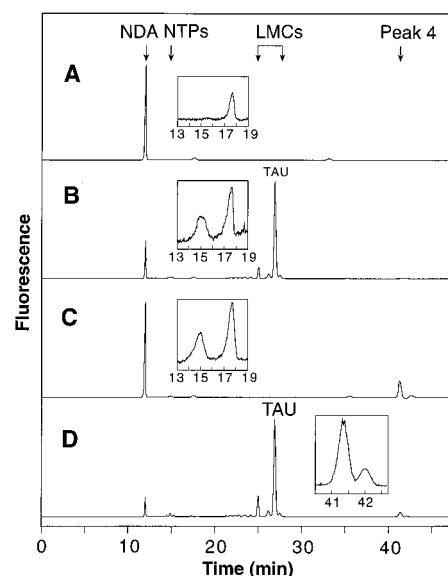 NDA NTPs LMCs Peak 4
A
13 15 17 19
B
TAU
13 15 17 19
C
13 15 17 19
D
TAU
41 42
Fluorescence
0 10 20 30 40
Time (min)